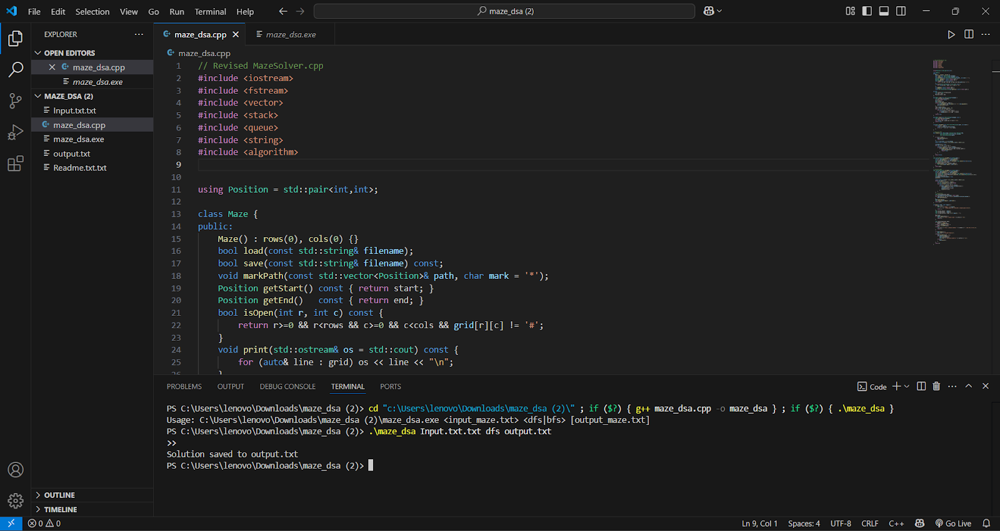 File Edit Selection View Go Run Terminal Help
maze_dsa (2)
EXPLORER
OPEN EDITORS
maze_dsa.cpp
maze_dsa.exe
MAZE_DSA (2)
Input.txt.txt
maze_dsa.cpp
maze_dsa.exe
output.txt
Readme.txt.txt
OUTLINE
TIMELINE
maze_dsa.cpp maze_dsa.exe
maze_dsa.cpp
1 // Revised MazeSolver.cpp
2 #include <iostream>
3 #include <fstream>
4 #include <vector>
5 #include <stack>
6 #include <queue>
7 #include <string>
8 #include <algorithm>
9
10
11 using Position = std::pair<int,int>;
12
13 class Maze {
14 public:
15     Maze() : rows(0), cols(0) {}
16     bool load(const std::string& filename);
17     bool save(const std::string& filename) const;
18     void markPath(const std::vector<Position>& path, char mark = '*');
19     Position getStart() const { return start; }
20     Position getEnd()   const { return end; }
21     bool isOpen(int r, int c) const {
22         return r>=0 && r<rows && c>=0 && c<cols && grid[r][c] != '#';
23     }
24     void print(std::ostream& os = std::cout) const {
25         for (auto& line : grid) os << line << "\n";
26     }
PROBLEMS OUTPUT DEBUG CONSOLE TERMINAL PORTS
Code
PS C:\Users\lenovo\Downloads\maze_dsa (2)> cd "c:\Users\lenovo\Downloads\maze_dsa (2)\" ; if ($?) { g++ maze_dsa.cpp -o maze_dsa } ; if ($?) { .\maze_dsa }
Usage: C:\Users\lenovo\Downloads\maze_dsa (2)\maze_dsa.exe <input_maze.txt> <dfs|bfs> [output_maze.txt]
PS C:\Users\lenovo\Downloads\maze_dsa (2)> .\maze_dsa Input.txt.txt dfs output.txt
>>
Solution saved to output.txt
PS C:\Users\lenovo\Downloads\maze_dsa (2)>
0 0 Ln 9, Col 1 Spaces: 4 UTF-8 CRLF C++ Go Live